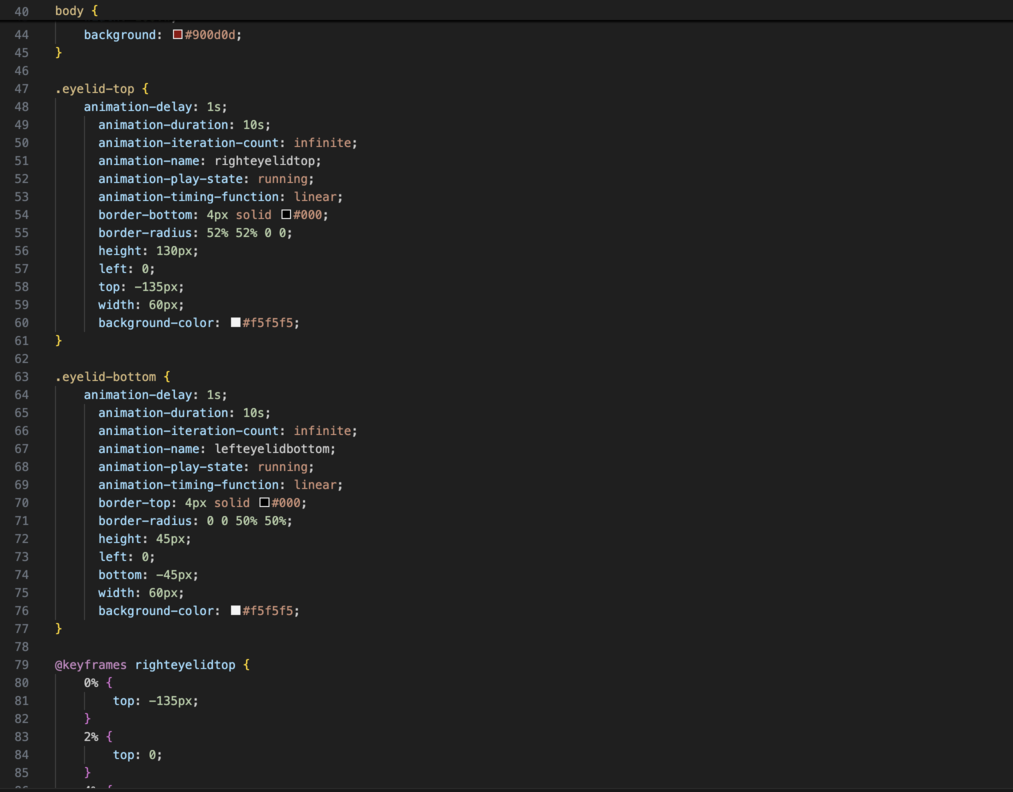 40 body {
44     background: #900d0d;
45 }
46
47 .eyelid-top {
48     animation-delay: 1s;
49       animation-duration: 10s;
50       animation-iteration-count: infinite;
51       animation-name: righteyelidtop;
52       animation-play-state: running;
53       animation-timing-function: linear;
54       border-bottom: 4px solid #000;
55       border-radius: 52% 52% 0 0;
56       height: 130px;
57       left: 0;
58       top: -135px;
59       width: 60px;
60       background-color: #f5f5f5;
61 }
62
63 .eyelid-bottom {
64     animation-delay: 1s;
65       animation-duration: 10s;
66       animation-iteration-count: infinite;
67       animation-name: lefteyelidbottom;
68       animation-play-state: running;
69       animation-timing-function: linear;
70       border-top: 4px solid #000;
71       border-radius: 0 0 50% 50%;
72       height: 45px;
73       left: 0;
74       bottom: -45px;
75       width: 60px;
76       background-color: #f5f5f5;
77 }
78
79 @keyframes righteyelidtop {
80     0% {
81         top: -135px;
82     }
83     2% {
84         top: 0;
85     }